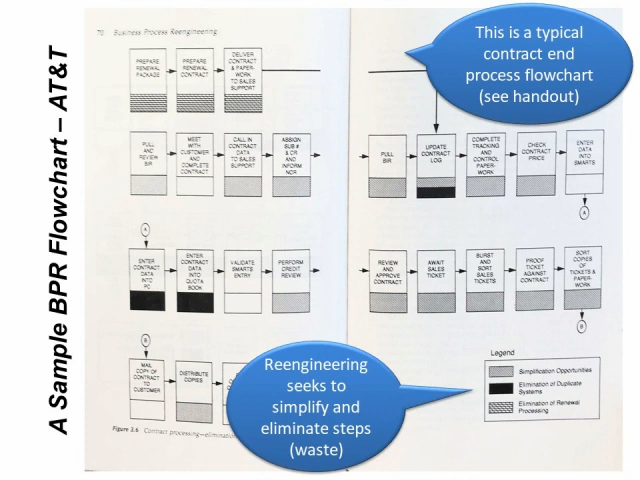 A Sample BPR Flowchart – AT&T
70 Business Process Reengineering
This is a typical
contract end
process flowchart
(see handout)
PREPARE
RENEWAL
PACKAGE
PREPARE
RENEWAL
CONTRACT
DELIVER
CONTRACT
& PAPER-
WORK
TO SALES
SUPPORT
PULL
AND
REVIEW
BIR
MEET
WITH
CUSTOMER
AND
COMPLETE
CONTRACT
CALL IN
CONTRACT
DATA
TO SALES
SUPPORT
ASSIGN
SUB #
& CR
AND
INFORM
NCR
PULL
BIR
UPDATE
CONTRACT
LOG
COMPLETE
TRACKING
AND
CONTROL
PAPER-
WORK
CHECK
CONTRACT
PRICE
ENTER
DATA
INTO
SMARTS
A
A
ENTER
CONTRACT
DATA
INTO
PC
ENTER
CONTRACT
DATA
INTO
QUOTA
BOOK
VALIDATE
SMARTS
ENTRY
PERFORM
CREDIT
REVIEW
REVIEW
AND
APPROVE
CONTRACT
AWAIT
SALES
TICKET
BURST
AND
SORT
SALES
TICKETS
PROOF
TICKET
AGAINST
CONTRACT
SORT
COPIES
OF
TICKETS &
PAPER-
WORK
B
B
MAIL
COPY OF
CONTRACT
TO
CUSTOMER
DISTRIBUTE
COPIES
Reengineering
seeks to
simplify and
eliminate steps
(waste)
Legend
Simplification Opportunities
Elimination of Duplicate
Systems
Elimination of Renewal
Processing
Figure 3.6 Contract processing—elimination